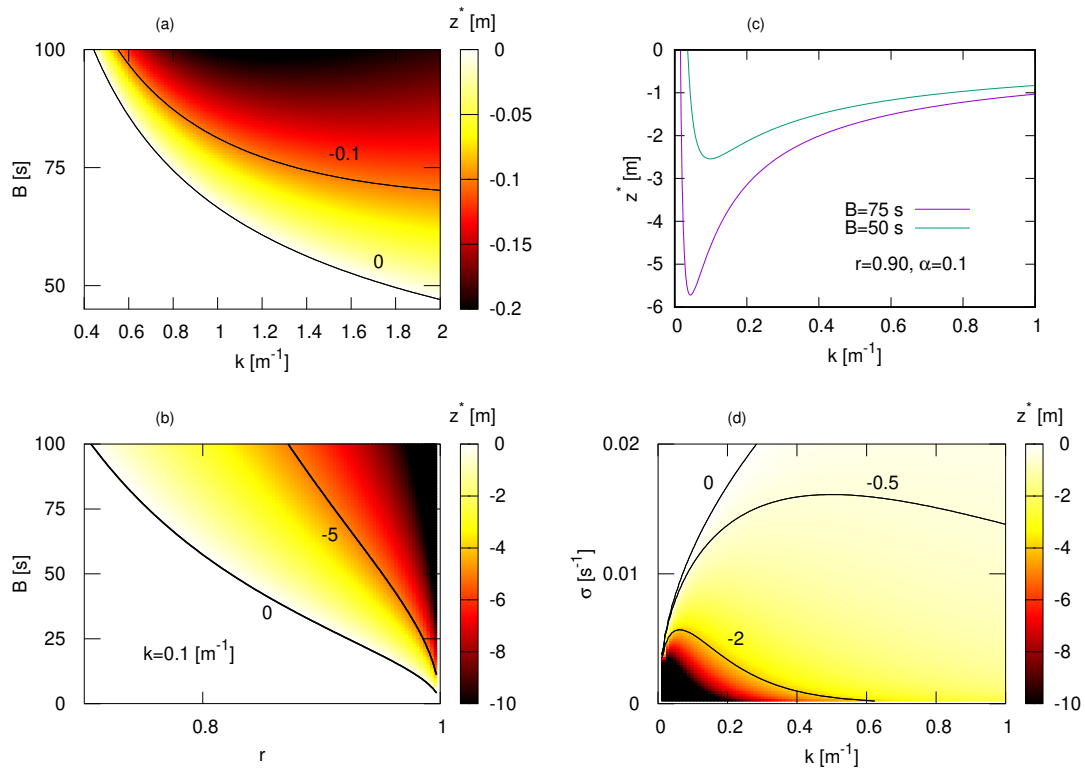 (a)
z* [m]
100
75
50
B [s]
0.4 0.6 0.8 1 1.2 1.4 1.6 1.8 2
k [m⁻¹]
-0.1
0
0
-0.05
-0.1
-0.15
-0.2
(c)
0
-1
-2
-3
-4
-5
-6
z* [m]
B=75 s
B=50 s
r=0.90, α=0.1
0 0.2 0.4 0.6 0.8 1
k [m⁻¹]
(b)
z* [m]
100
75
50
25
0
B [s]
-5
0
k=0.1 [m⁻¹]
0.8 1
r
0
-2
-4
-6
-8
-10
(d)
z* [m]
0.02
0.01
0
σ [s⁻¹]
0
-0.5
-2
0 0.2 0.4 0.6 0.8 1
k [m⁻¹]
0
-2
-4
-6
-8
-10